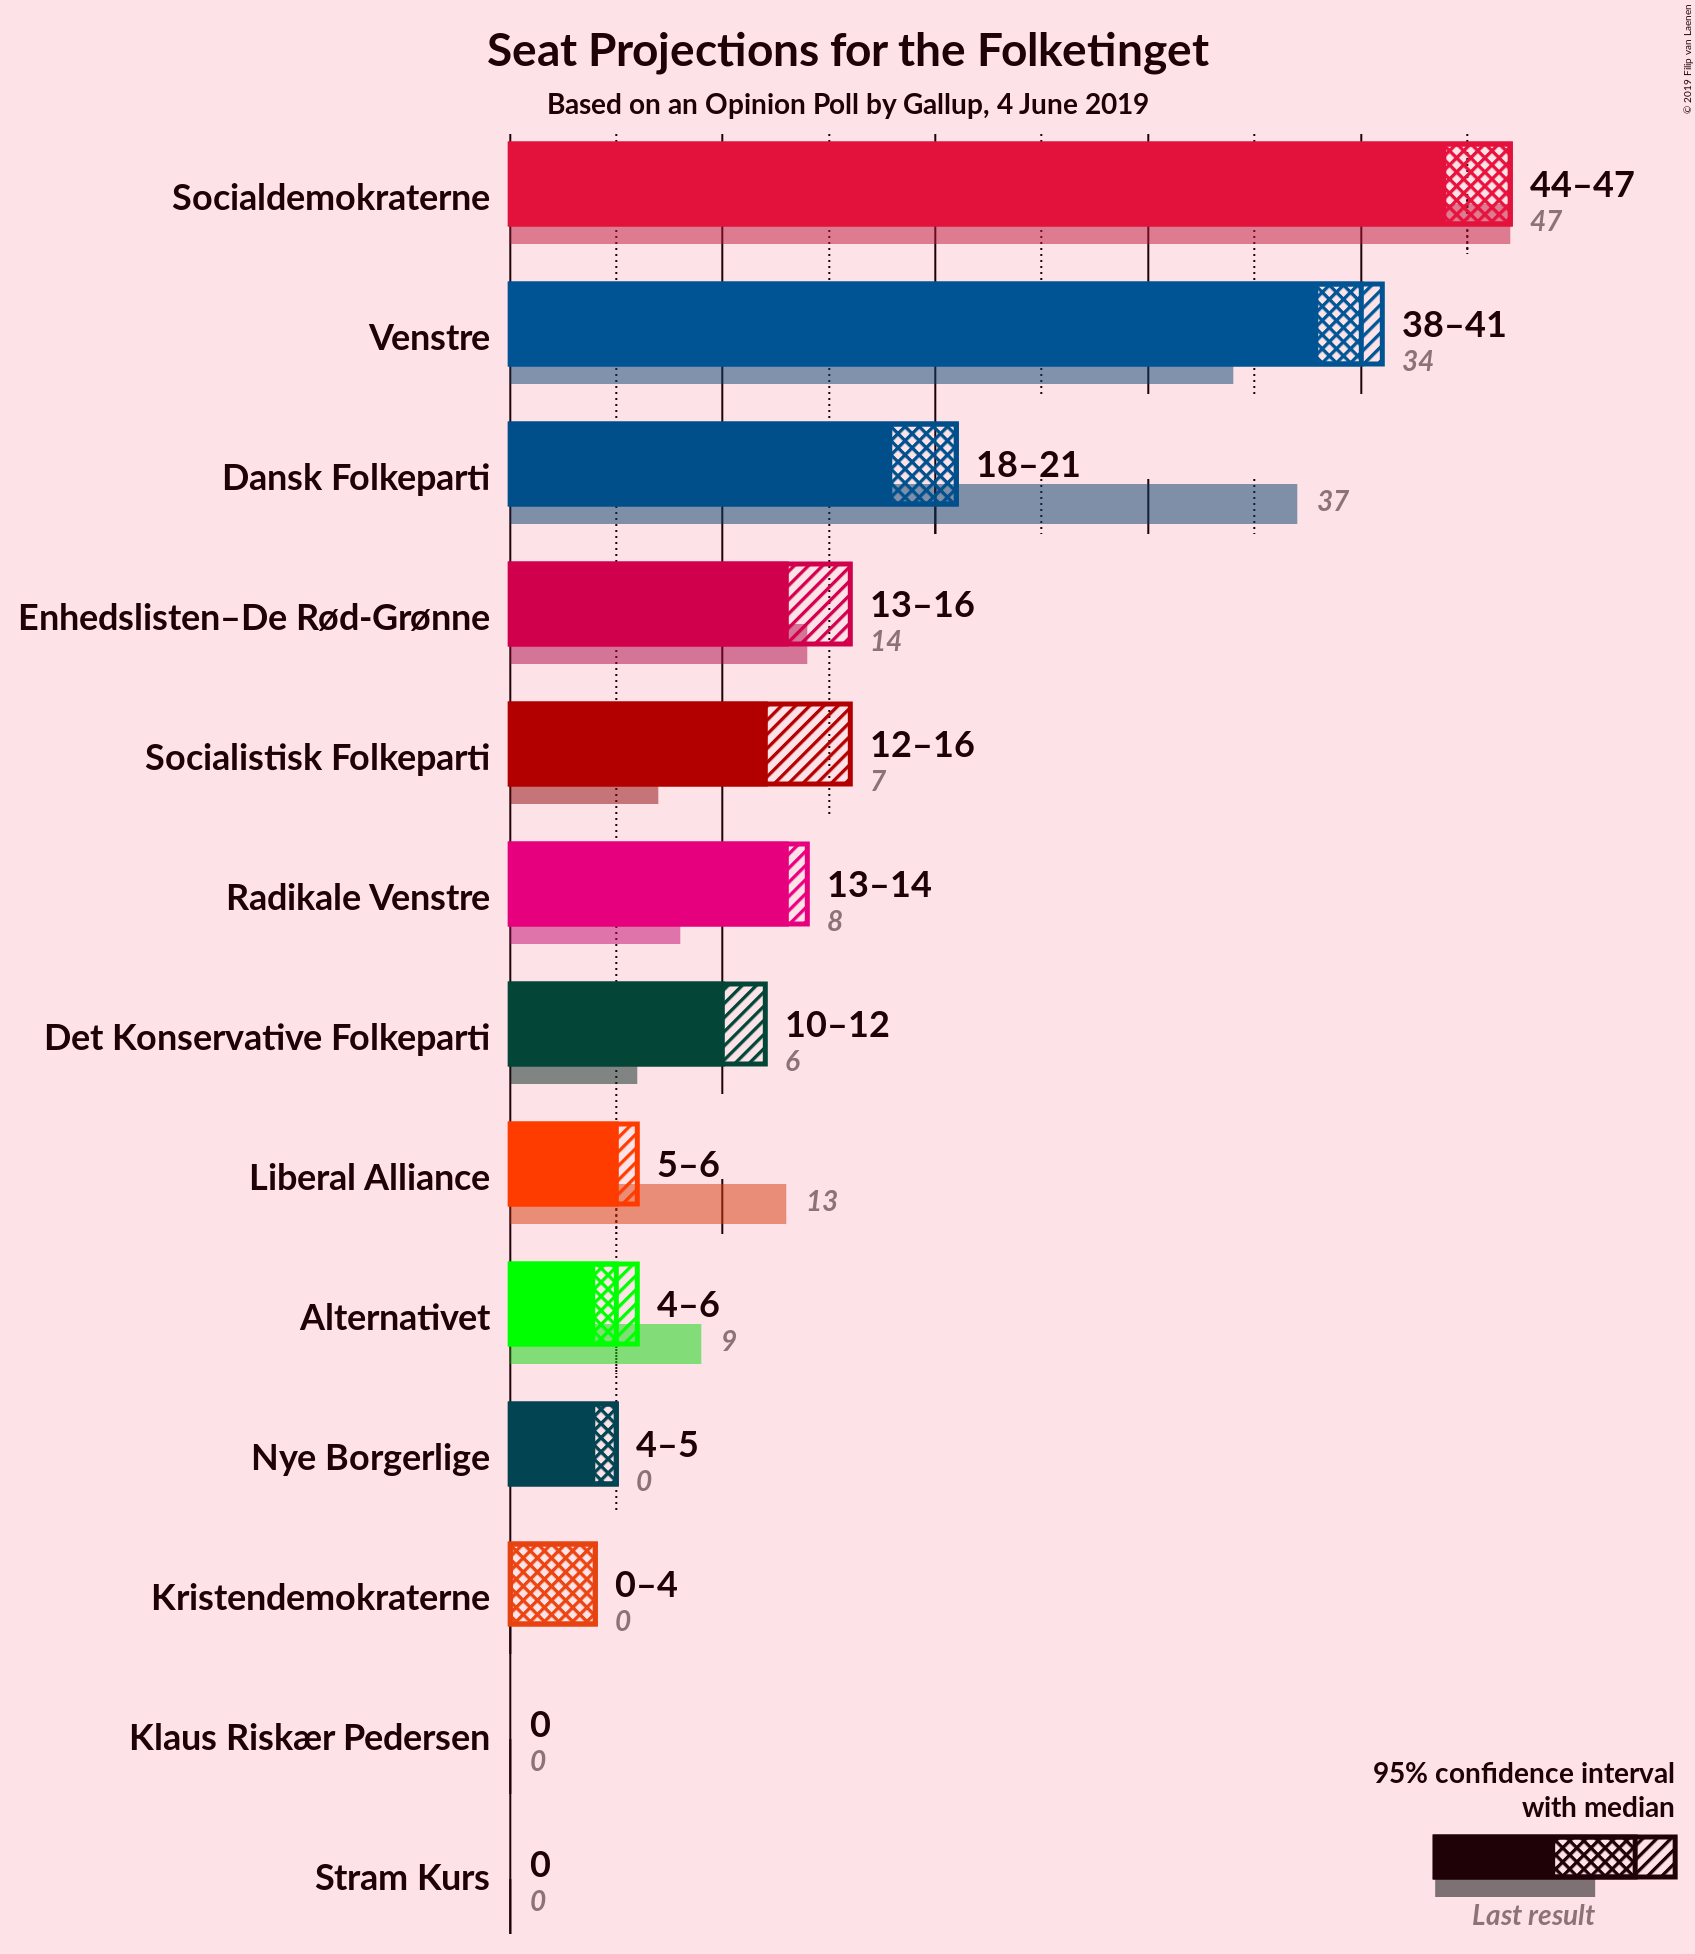 Seat Projections for the Folketinget
Based on an Opinion Poll by Gallup, 4 June 2019
© 2019 Filip van Laenen
Socialdemokraterne
44–47
47
Venstre
38–41
34
Dansk Folkeparti
18–21
37
Enhedslisten–De Rød-Grønne
13–16
14
Socialistisk Folkeparti
12–16
7
Radikale Venstre
13–14
8
Det Konservative Folkeparti
10–12
6
Liberal Alliance
5–6
13
Alternativet
4–6
9
Nye Borgerlige
4–5
0
Kristendemokraterne
0–4
0
Klaus Riskær Pedersen
0
0
Stram Kurs
0
0
95% confidence interval
with median
Last result